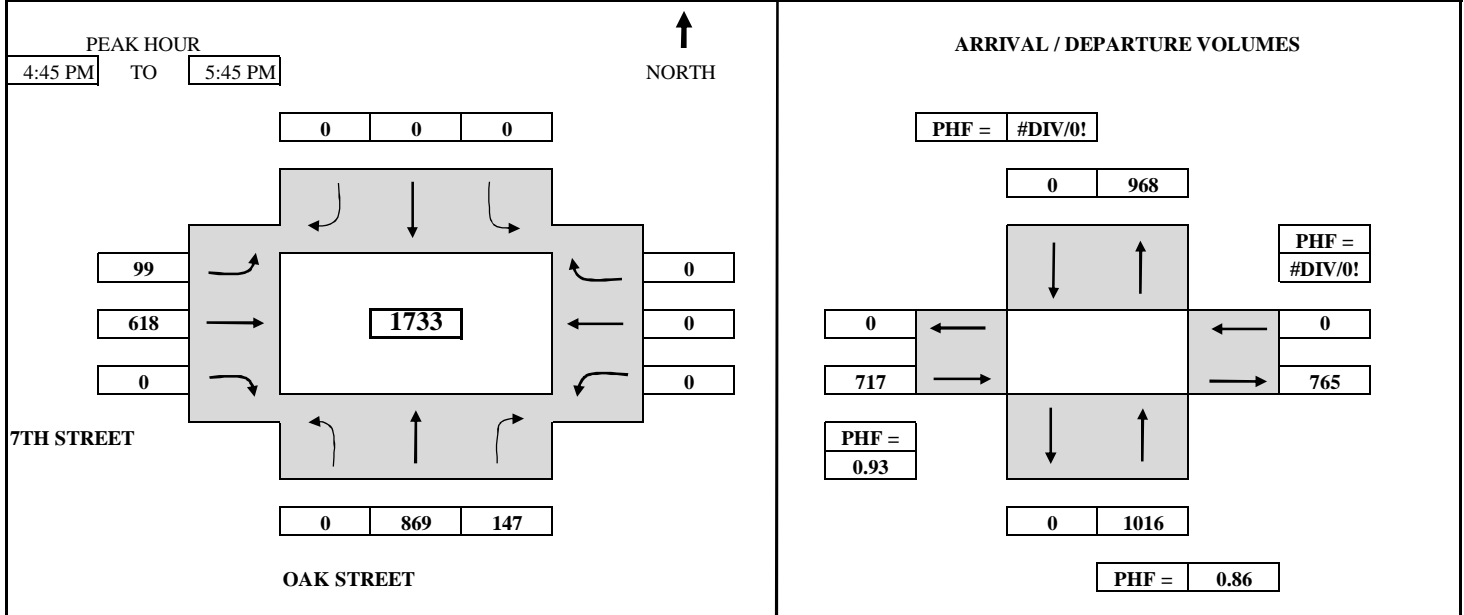 PEAK HOUR
4:45 PM TO 5:45 PM
NORTH
0 0 0
99 0
618 1733 0
0 0
7TH STREET
0 869 147
OAK STREET
ARRIVAL / DEPARTURE VOLUMES
PHF = #DIV/0!
0 968
PHF =
#DIV/0!
0 0
717 765
PHF =
0.93
0 1016
PHF = 0.86